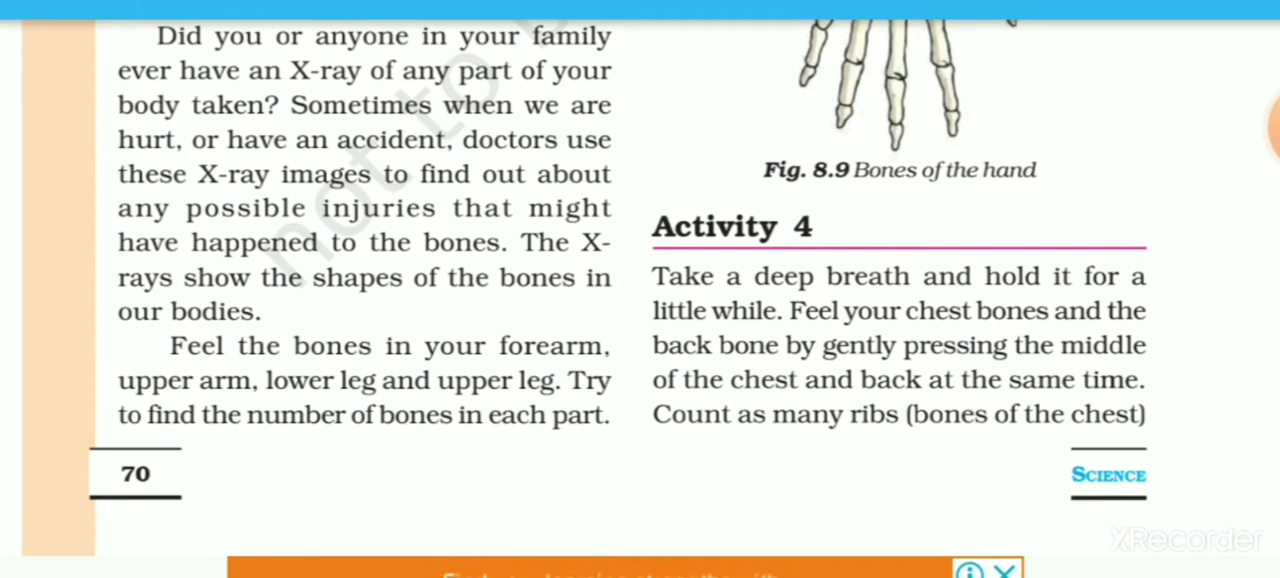 Did you or anyone in your family
ever have an X-ray of any part of your
body taken? Sometimes when we are
hurt, or have an accident, doctors use
these X-ray images to find out about
any possible injuries that might
have happened to the bones. The X-
rays show the shapes of the bones in
our bodies.
Feel the bones in your forearm,
upper arm, lower leg and upper leg. Try
to find the number of bones in each part.
70
Fig. 8.9 Bones of the hand
Activity 4
Take a deep breath and hold it for a
little while. Feel your chest bones and the
back bone by gently pressing the middle
of the chest and back at the same time.
Count as many ribs (bones of the chest)
SCIENCE
not to
XRecorder